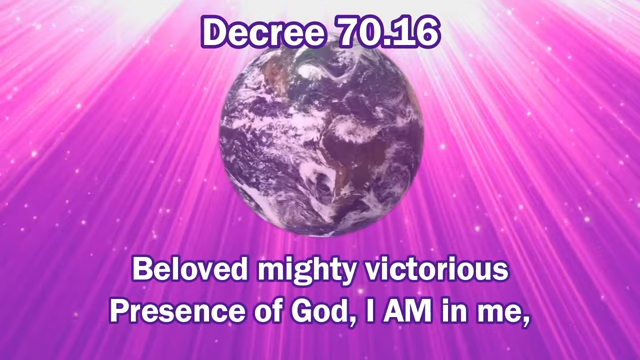 Decree 70.16
Beloved mighty victorious
Presence of God, I AM in me,